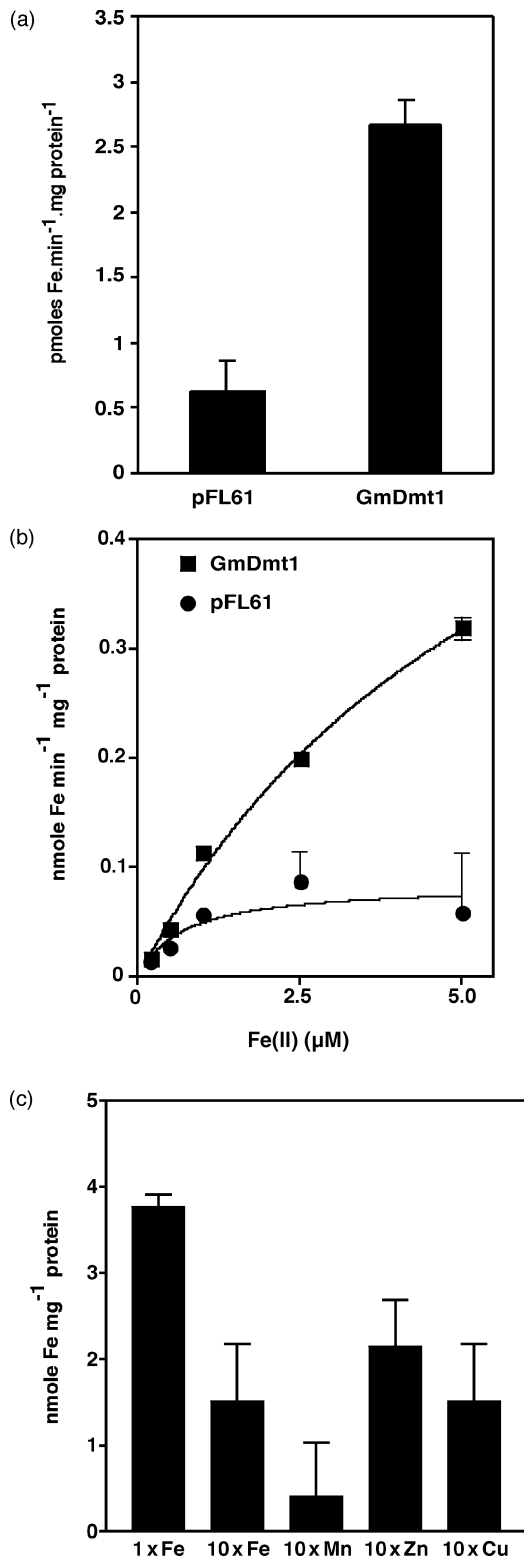 (a)
pmoles Fe.min⁻¹.mg protein⁻¹
3.5
3
2.5
2
1.5
1
0.5
0
pFL61 GmDmt1
(b)
nmole Fe min⁻¹ mg⁻¹ protein
GmDmt1
pFL61
0.4
0.3
0.2
0.1
0
0 2.5 5.0
Fe(II) (µM)
(c)
nmole Fe mg⁻¹ protein
5
4
3
2
1
0
1 x Fe 10 x Fe 10 x Mn 10 x Zn 10 x Cu